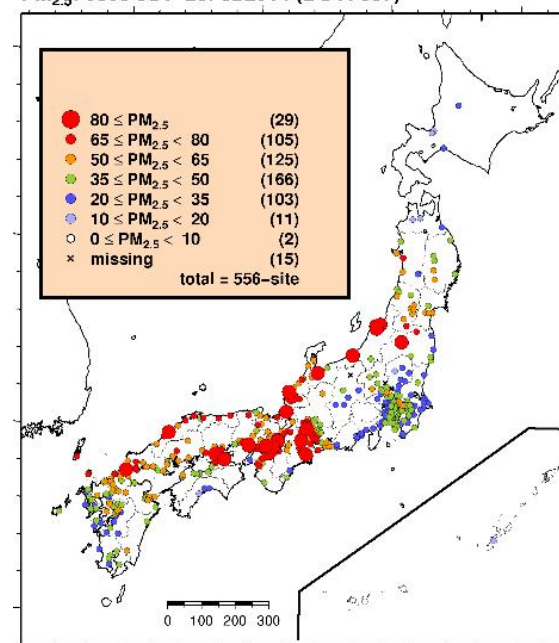 80 ≤ PM2.5 (29)
65 ≤ PM2.5 < 80 (105)
50 ≤ PM2.5 < 65 (125)
35 ≤ PM2.5 < 50 (166)
20 ≤ PM2.5 < 35 (103)
10 ≤ PM2.5 < 20 (11)
0 ≤ PM2.5 < 10 (2)
× missing (15)
total = 556-site
0 50 100 200 300